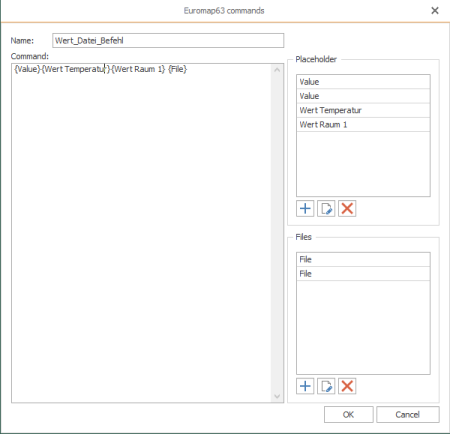 Euromap63 commands
Name:
Wert_Datei_Befehl
Command:
{Value}{Wert Temperatur}{Wert Raum 1} {File}
Placeholder
Value
Value
Wert Temperatur
Wert Raum 1
Files
File
File
OK
Cancel